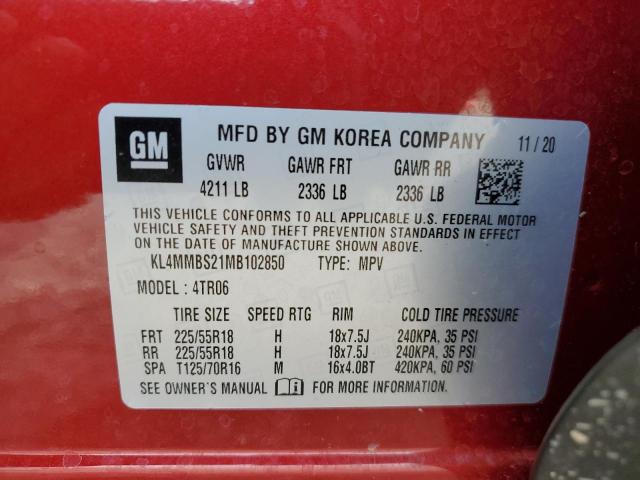 GM
MFD BY GM KOREA COMPANY 11/20
GVWR GAWR FRT GAWR RR
4211 LB 2336 LB 2336 LB
THIS VEHICLE CONFORMS TO ALL APPLICABLE U.S. FEDERAL MOTOR
VEHICLE SAFETY AND THEFT PREVENTION STANDARDS IN EFFECT
ON THE DATE OF MANUFACTURE SHOWN ABOVE.
KL4MMBS21MB102850 TYPE: MPV
MODEL : 4TR06
TIRE SIZE SPEED RTG RIM COLD TIRE PRESSURE
FRT 225/55R18 H 18x7.5J 240KPA, 35 PSI
RR 225/55R18 H 18x7.5J 240KPA, 35 PSI
SPA T125/70R16 M 16x4.0BT 420KPA, 60 PSI
SEE OWNER'S MANUAL FOR MORE INFORMATION.